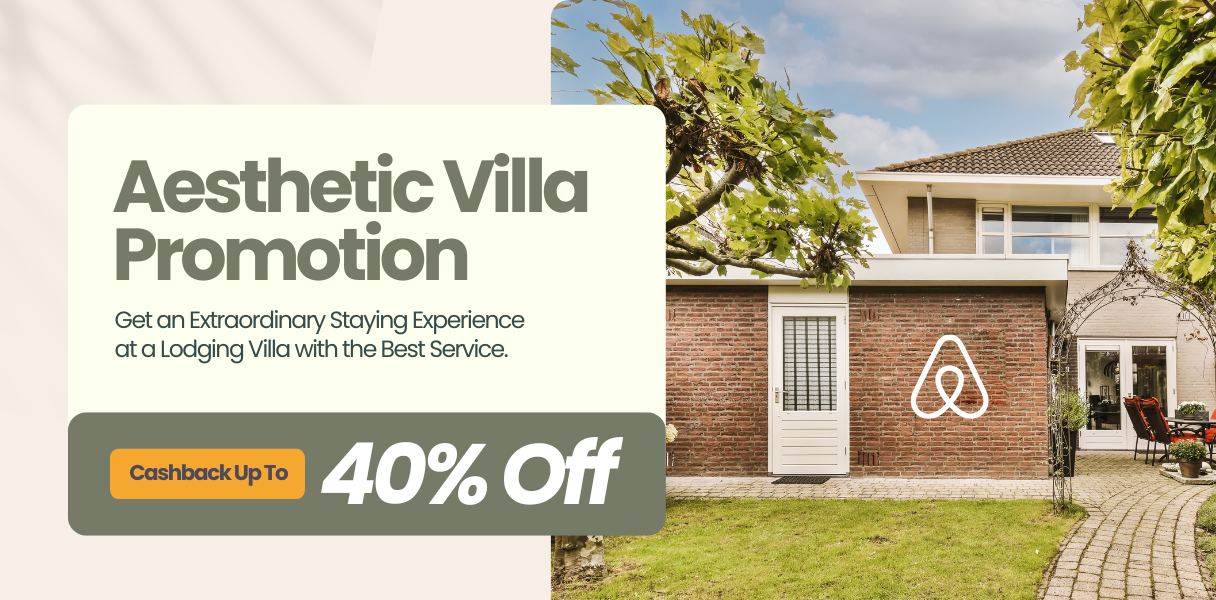 Aesthetic Villa
Promotion
Get an Extraordinary Staying Experience
at a Lodging Villa with the Best Service.
Cashback Up To
40% Off